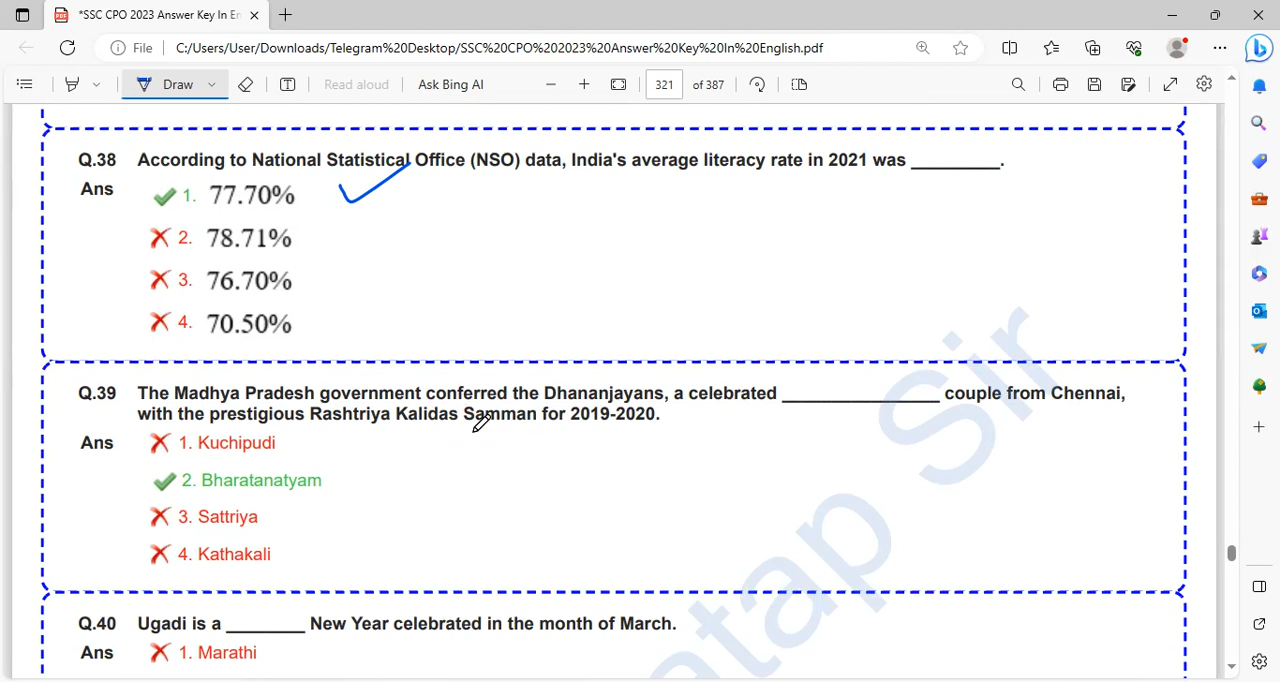 *SSC CPO 2023 Answer Key In En
File
C:/Users/User/Downloads/Telegram%20Desktop/SSC%20CPO%202023%20Answer%20Key%20In%20English.pdf
Draw
Read aloud
Ask Bing AI
321
of 387
Q.38 According to National Statistical Office (NSO) data, India's average literacy rate in 2021 was _________.
Ans
1. 77.70%
2. 78.71%
3. 76.70%
4. 70.50%
Q.39 The Madhya Pradesh government conferred the Dhananjayans, a celebrated ________________ couple from Chennai,
with the prestigious Rashtriya Kalidas Samman for 2019-2020.
Ans
1. Kuchipudi
2. Bharatanatyam
3. Sattriya
4. Kathakali
Q.40 Ugadi is a ________ New Year celebrated in the month of March.
Ans
1. Marathi
atap Sir